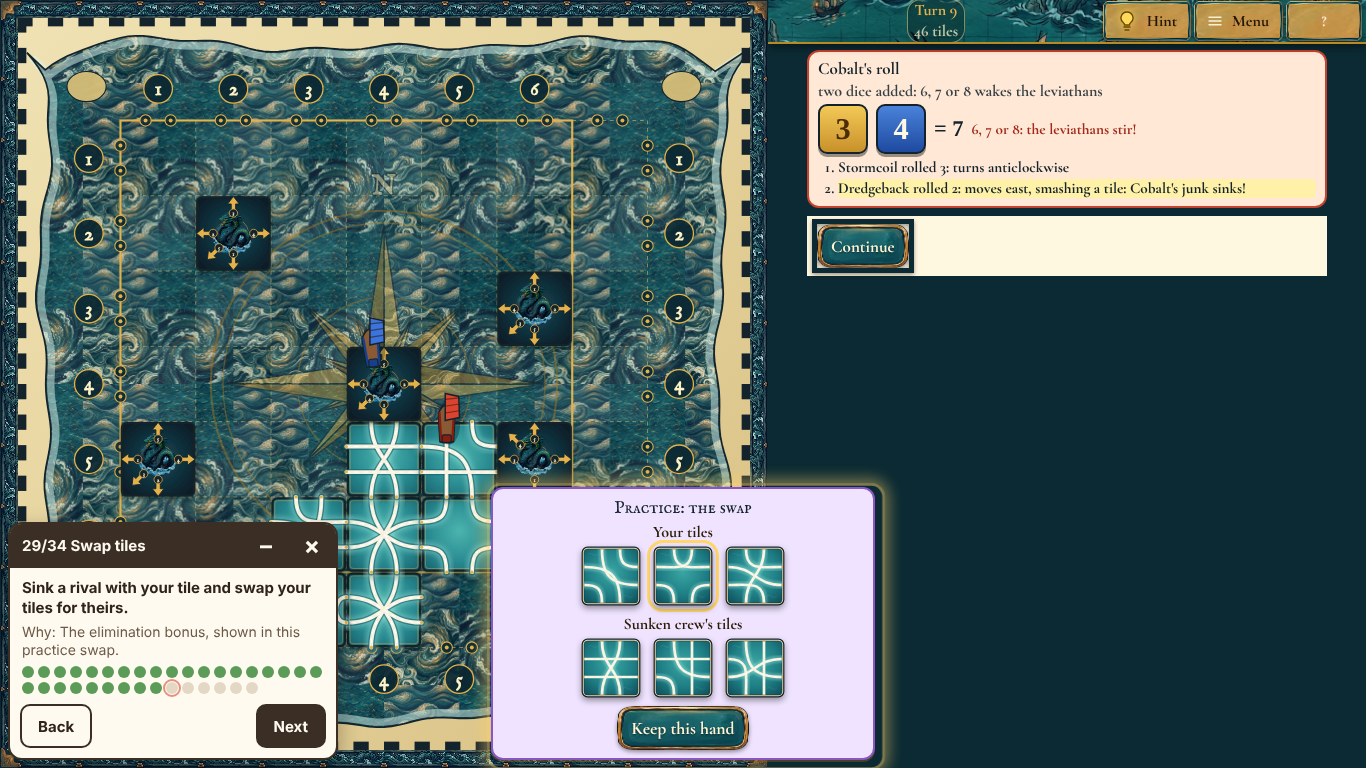 Turn 9
46 tiles
Hint
Menu
?
1 2 3 4 5 6
N
1 1
2 2
3 3
4 4
5 5
4 5
Cobalt's roll
two dice added: 6, 7 or 8 wakes the leviathans
3 4 = 7 6, 7 or 8: the leviathans stir!
1. Stormcoil rolled 3: turns anticlockwise
2. Dredgeback rolled 2: moves east, smashing a tile: Cobalt's junk sinks!
Continue
29/34 Swap tiles
Sink a rival with your tile and swap your
tiles for theirs.
Why: The elimination bonus, shown in this
practice swap.
Back
Next
Practice: the swap
Your tiles
Sunken crew's tiles
Keep this hand